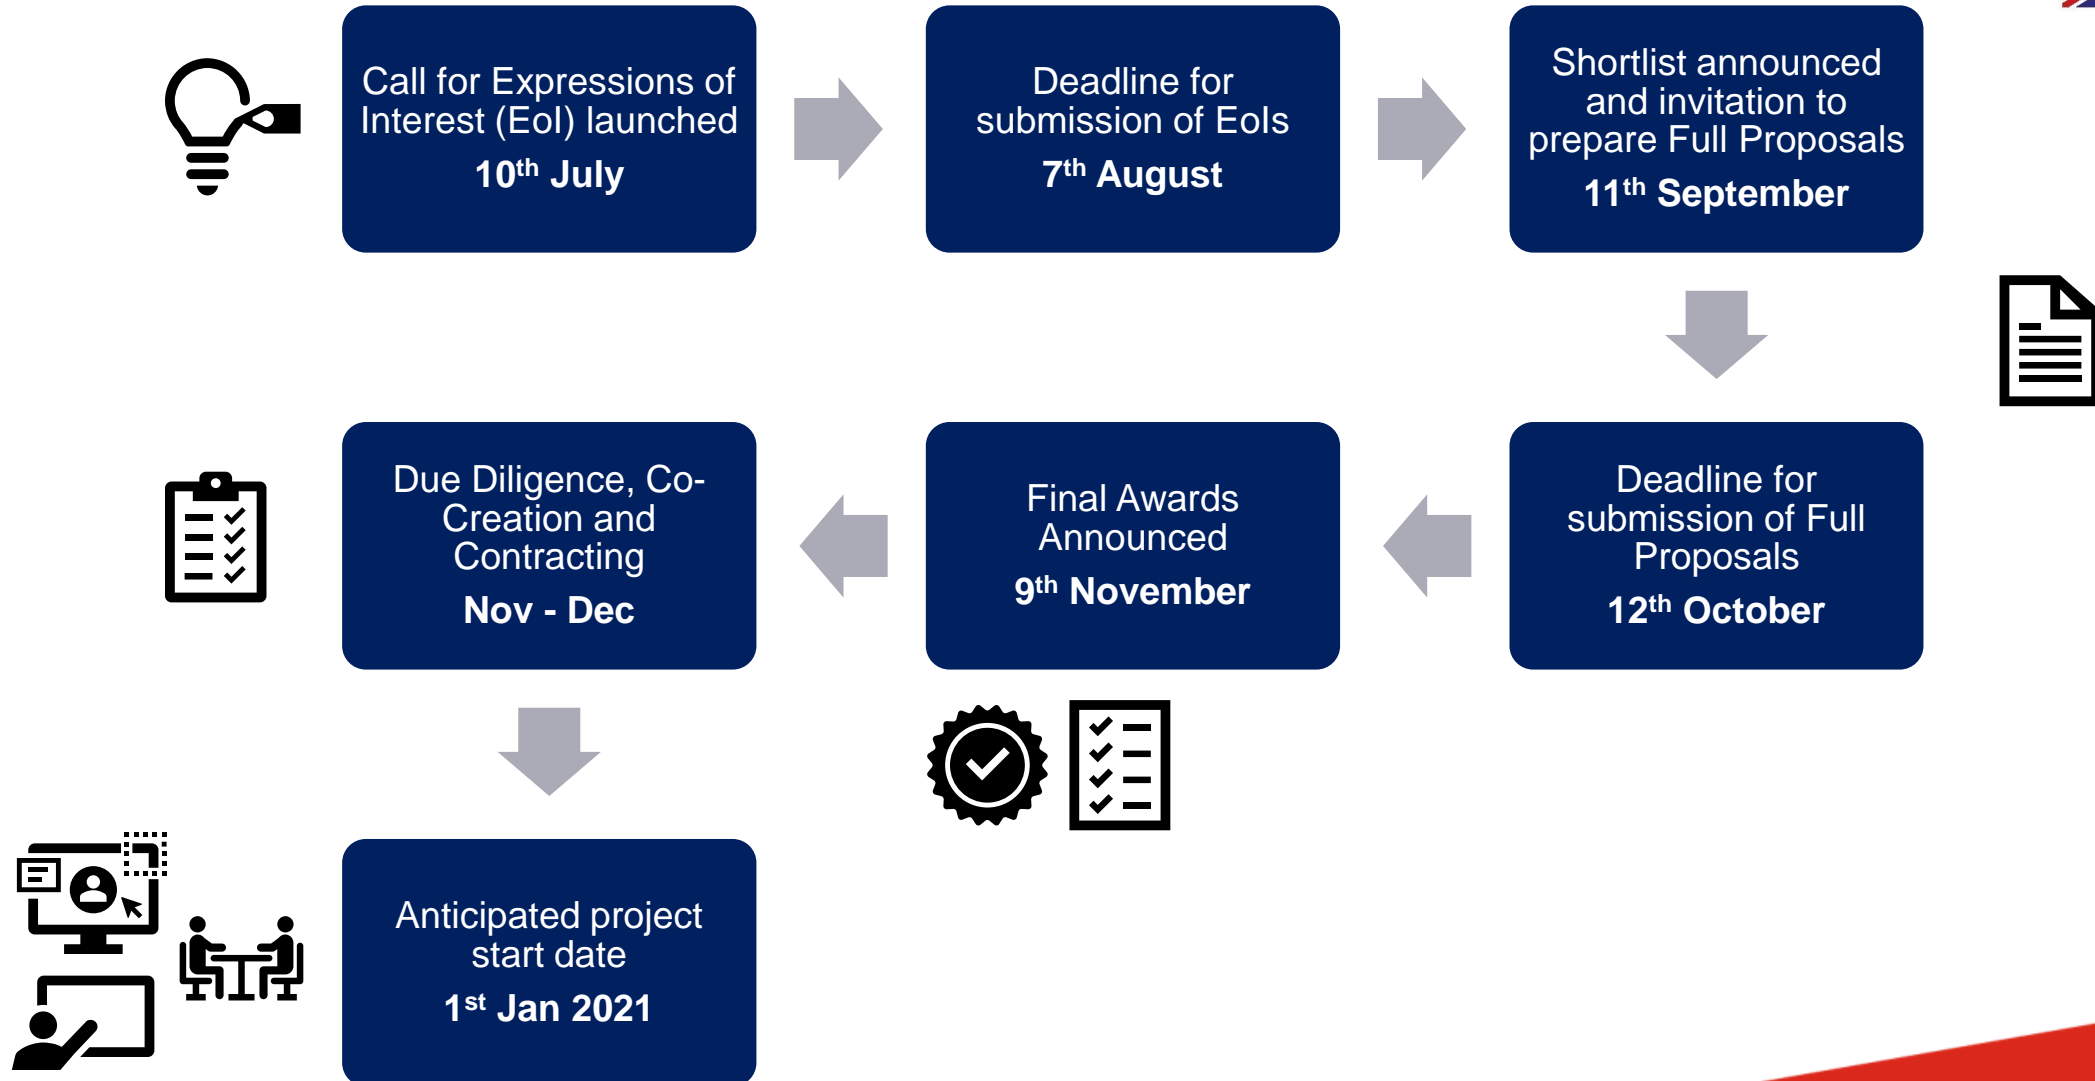 Call for Expressions of
Interest (EoI) launched
10th July
Deadline for
submission of EoIs
7th August
Shortlist announced
and invitation to
prepare Full Proposals
11th September
Deadline for
submission of Full
Proposals
12th October
Final Awards
Announced
9th November
Due Diligence, Co-
Creation and
Contracting
Nov - Dec
Anticipated project
start date
1st Jan 2021